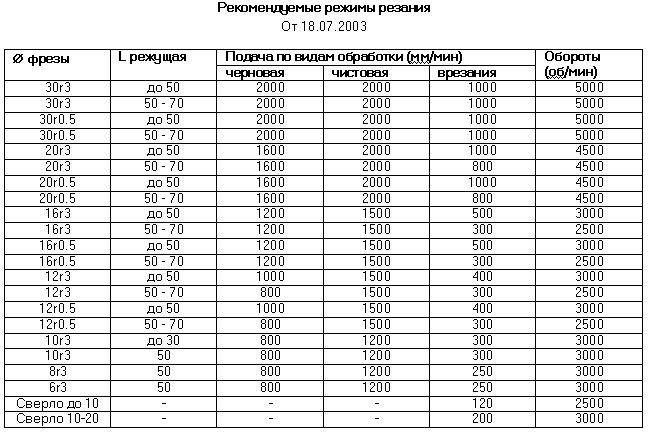 Рекомендуемые режимы резания
От 18.07.2003
Ø фрезы L режущая Подача по видам обработки (мм/мин) Обороты (об/мин)
черновая чистовая врезания
30r3 до 50 2000 2000 1000 5000
30r3 50 - 70 2000 2000 1000 5000
30r0.5 до 50 2000 2000 1000 5000
30r0.5 50 - 70 2000 2000 1000 5000
20r3 до 50 1600 2000 1000 4500
20r3 50 - 70 1600 2000 800 4500
20r0.5 до 50 1600 2000 1000 4500
20r0.5 50 - 70 1600 2000 800 4500
16r3 до 50 1200 1500 500 3000
16r3 50 - 70 1200 1500 300 2500
16r0.5 до 50 1200 1500 500 3000
16r0.5 50 - 70 1200 1500 300 2500
12r3 до 50 1000 1500 400 3000
12r3 50 - 70 800 1500 300 2500
12r0.5 до 50 1000 1500 400 3000
12r0.5 50 - 70 800 1500 300 2500
10r3 до 30 800 1200 300 3000
10r3 50 800 1200 300 3000
8r3 50 800 1200 250 3000
6r3 50 800 1200 250 3000
Сверло до 10 - - - 120 2500
Сверло 10-20 - - - 200 3000